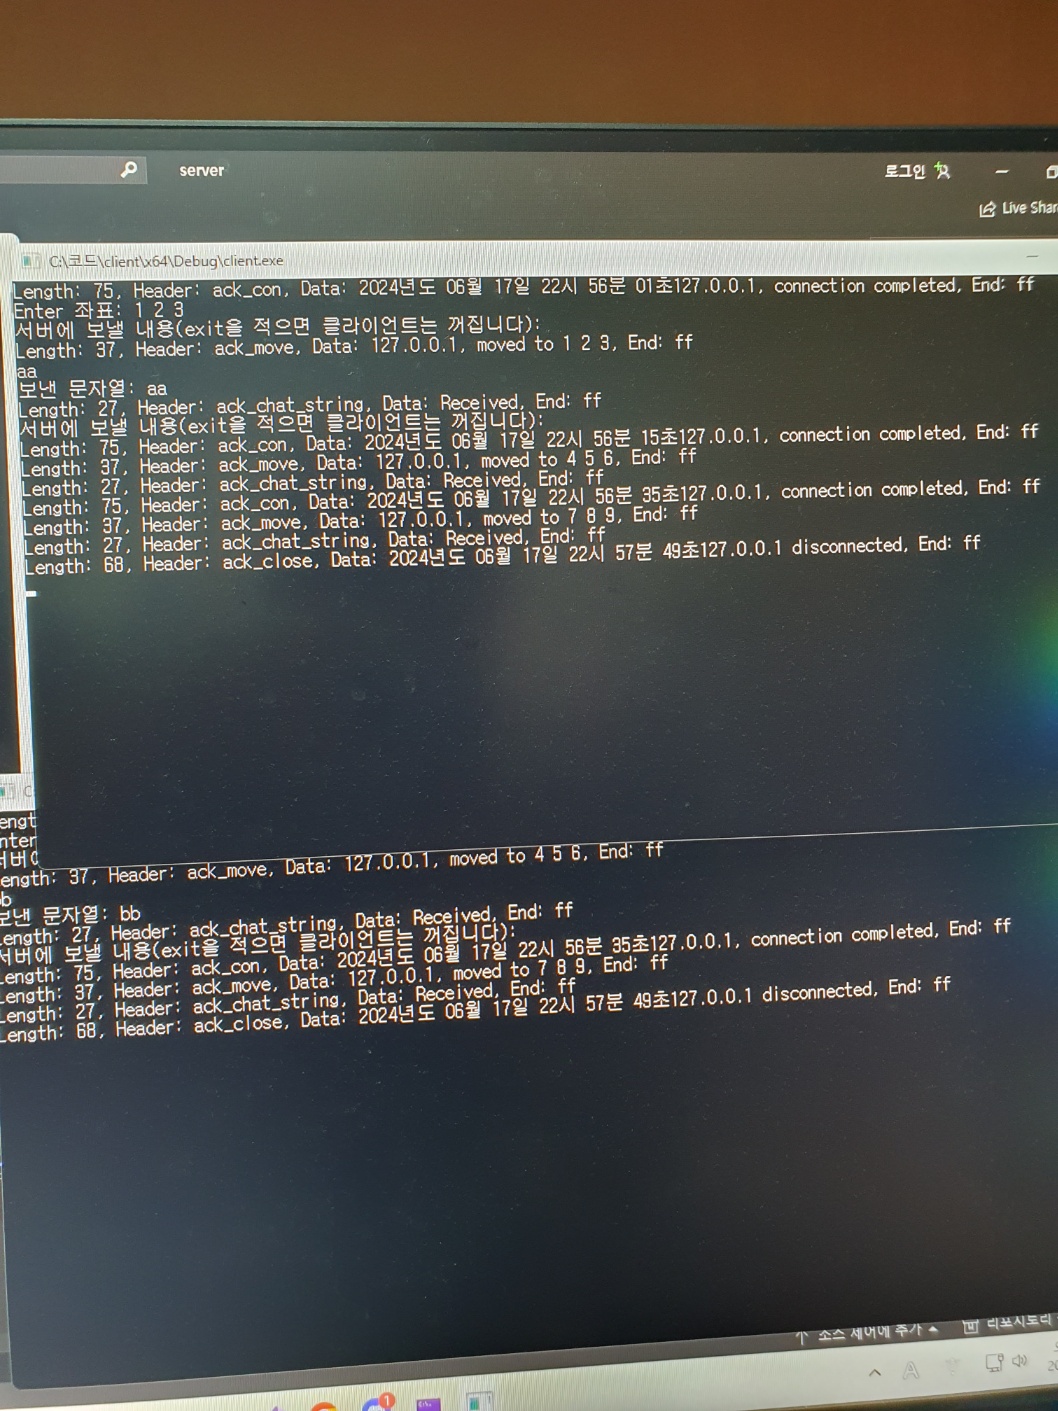 server
로그인
Live Shar
C:\코드\client\x64\Debug\client.exe
Length: 75, Header: ack_con, Data: 2024년도 06월 17일 22시 56분 01초127.0.0.1, connection completed, End: ff
Enter 좌표: 1 2 3
서버에 보낼 내용(exit을 적으면 클라이언트는 꺼집니다):
Length: 37, Header: ack_move, Data: 127.0.0.1, moved to 1 2 3, End: ff
aa
보낸 문자열: aa
Length: 27, Header: ack_chat_string, Data: Received, End: ff
서버에 보낼 내용(exit을 적으면 클라이언트는 꺼집니다):
Length: 75, Header: ack_con, Data: 2024년도 06월 17일 22시 56분 15초127.0.0.1, connection completed, End: ff
Length: 37, Header: ack_move, Data: 127.0.0.1, moved to 4 5 6, End: ff
Length: 27, Header: ack_chat_string, Data: Received, End: ff
Length: 75, Header: ack_con, Data: 2024년도 06월 17일 22시 56분 35초127.0.0.1, connection completed, End: ff
Length: 37, Header: ack_move, Data: 127.0.0.1, moved to 7 8 9, End: ff
Length: 27, Header: ack_chat_string, Data: Received, End: ff
Length: 68, Header: ack_close, Data: 2024년도 06월 17일 22시 57분 49초127.0.0.1 disconnected, End: ff
C:
engt
nter
서버에
ength: 37, Header: ack_move, Data: 127.0.0.1, moved to 4 5 6, End: ff
b
보낸 문자열: bb
Length: 27, Header: ack_chat_string, Data: Received, End: ff
서버에 보낼 내용(exit을 적으면 클라이언트는 꺼집니다):
Length: 75, Header: ack_con, Data: 2024년도 06월 17일 22시 56분 35초127.0.0.1, connection completed, End: ff
Length: 37, Header: ack_move, Data: 127.0.0.1, moved to 7 8 9, End: ff
Length: 27, Header: ack_chat_string, Data: Received, End: ff
Length: 68, Header: ack_close, Data: 2024년도 06월 17일 22시 57분 49초127.0.0.1 disconnected, End: ff
소스 제어에 추가
리포지토리
A
1